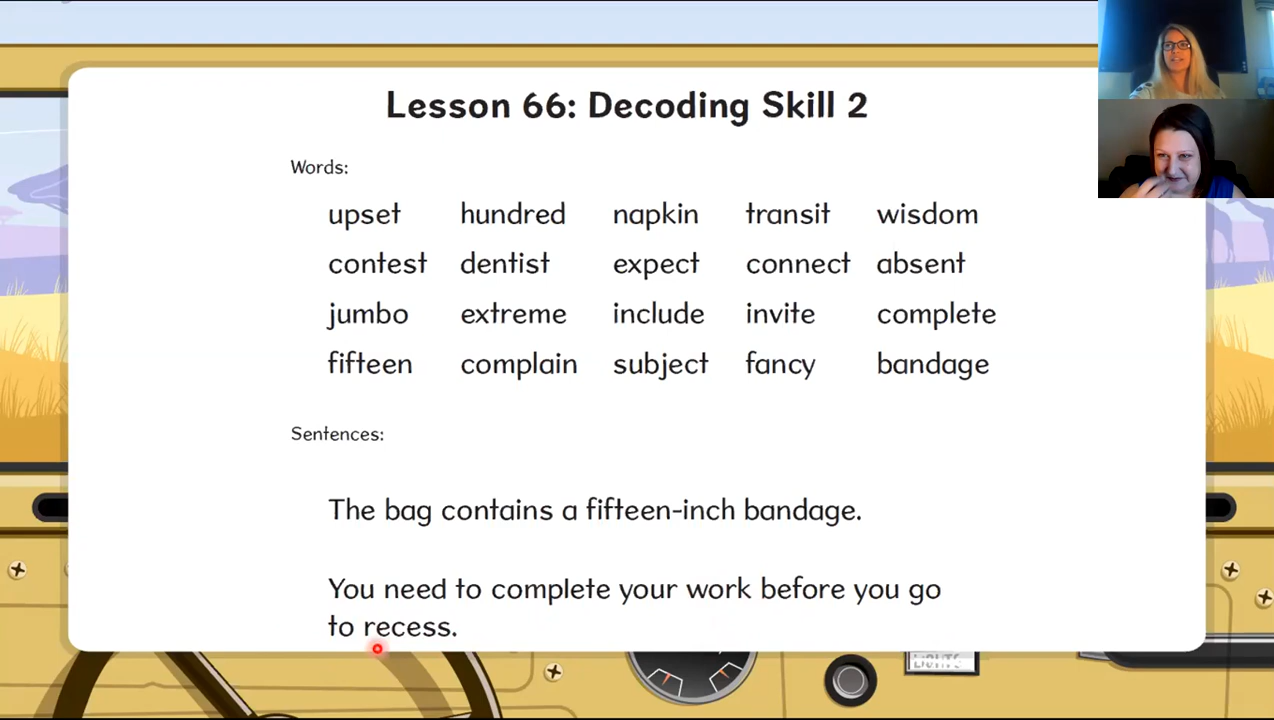 Lesson 66: Decoding Skill 2
Words:
upset hundred napkin transit wisdom
contest dentist expect connect absent
jumbo extreme include invite complete
fifteen complain subject fancy bandage
Sentences:
The bag contains a fifteen-inch bandage.
You need to complete your work before you go
to recess.
LIGHTS